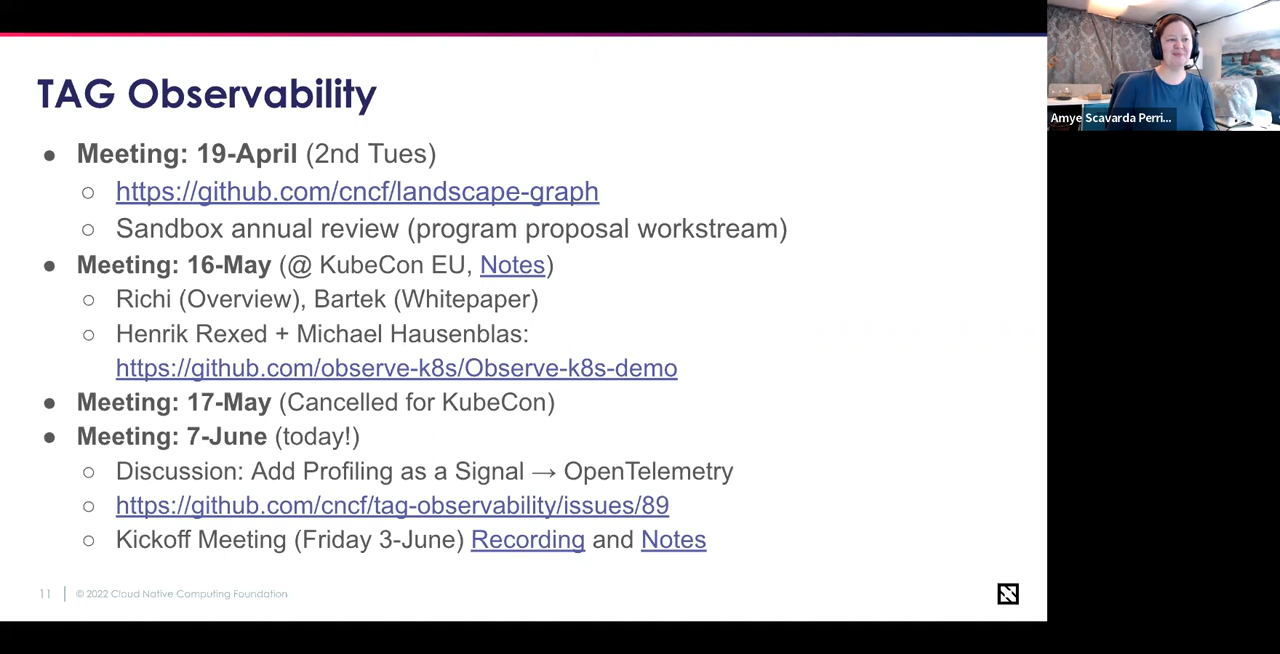 TAG Observability
● Meeting: 19-April (2nd Tues)
○ https://github.com/cncf/landscape-graph
○ Sandbox annual review (program proposal workstream)
● Meeting: 16-May (@ KubeCon EU, Notes)
○ Richi (Overview), Bartek (Whitepaper)
○ Henrik Rexed + Michael Hausenblas:
https://github.com/observe-k8s/Observe-k8s-demo
● Meeting: 17-May (Cancelled for KubeCon)
● Meeting: 7-June (today!)
○ Discussion: Add Profiling as a Signal → OpenTelemetry
○ https://github.com/cncf/tag-observability/issues/89
○ Kickoff Meeting (Friday 3-June) Recording and Notes
11 | © 2022 Cloud Native Computing Foundation
Amye Scavarda Perri...